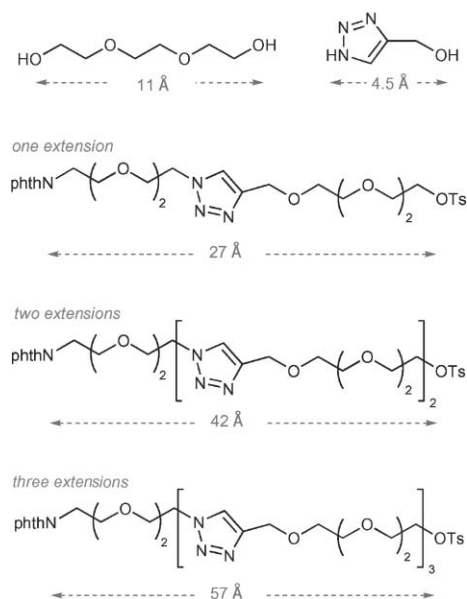 HO O O OH
11 Å
N N HN OH
4.5 Å
one extension
phthN ( O ) 2 N N=N O ( O ) 2 OTs
27 Å
two extensions
phthN ( O ) 2 [ N N=N O ( O ) 2 ] 2 OTs
42 Å
three extensions
phthN ( O ) 2 [ N N=N O ( O ) 2 ] 3 OTs
57 Å